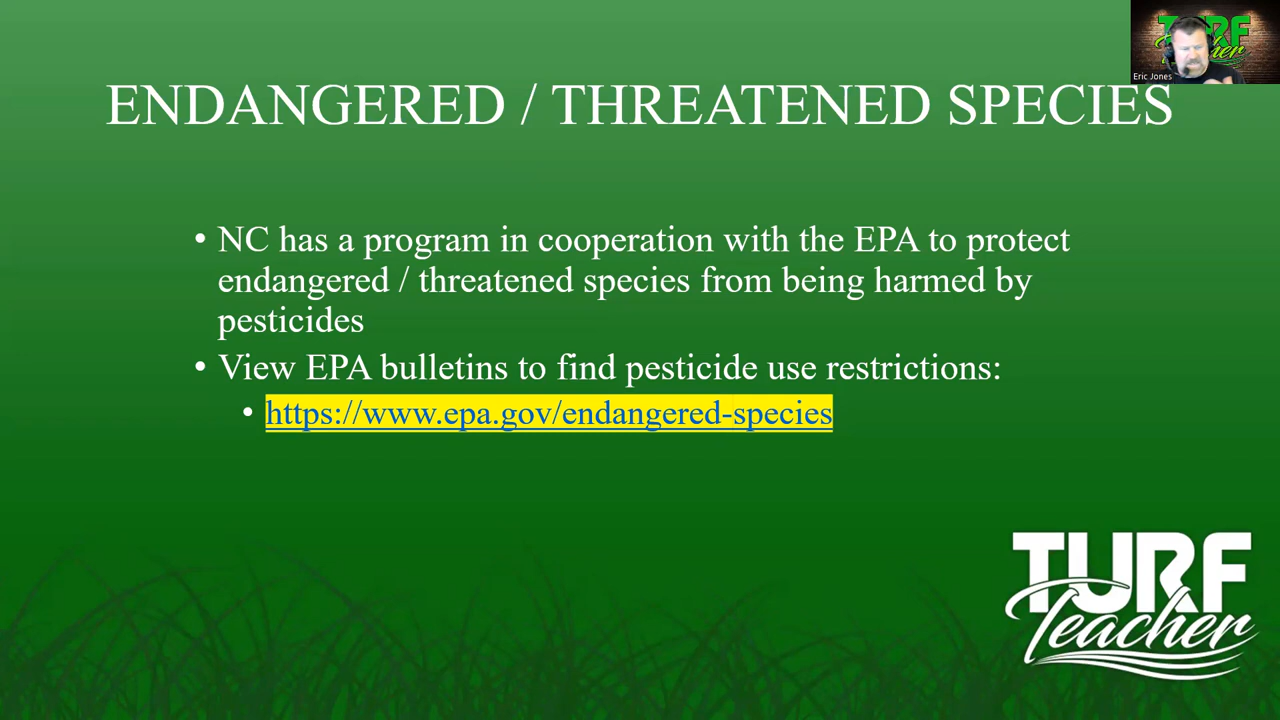 TURF
Teacher
Eric Jones
ENDANGERED / THREATENED SPECIES
• NC has a program in cooperation with the EPA to protect
endangered / threatened species from being harmed by
pesticides
• View EPA bulletins to find pesticide use restrictions:
• https://www.epa.gov/endangered-species
TURF
Teacher